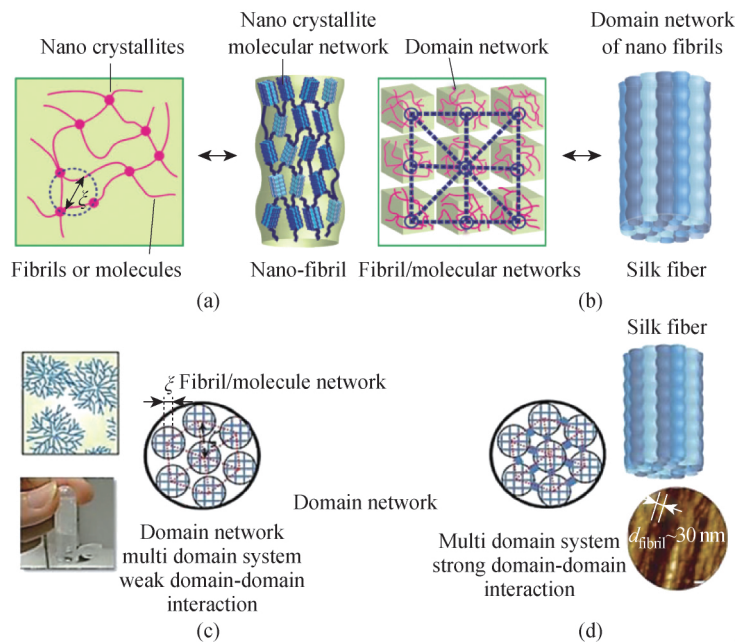 (a)
Nano crystallites
Nano crystallite
molecular network
Domain network
Domain network
of nano fibrils
ξ
Fibrils or molecules
Nano-fibril
Fibril/molecular networks
Silk fiber
(a)
(b)
Silk fiber
ξ
Fibril/molecule network
Domain network
Domain network
multi domain system
weak domain-domain
interaction
Multi domain system
strong domain-domain
interaction
dfibril~30 nm
(c)
(d)